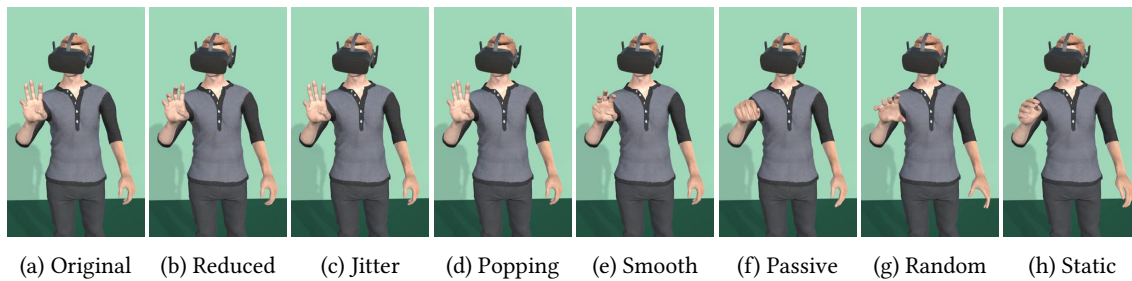 (a) Original (b) Reduced (c) Jitter (d) Popping (e) Smooth (f) Passive (g) Random (h) Static